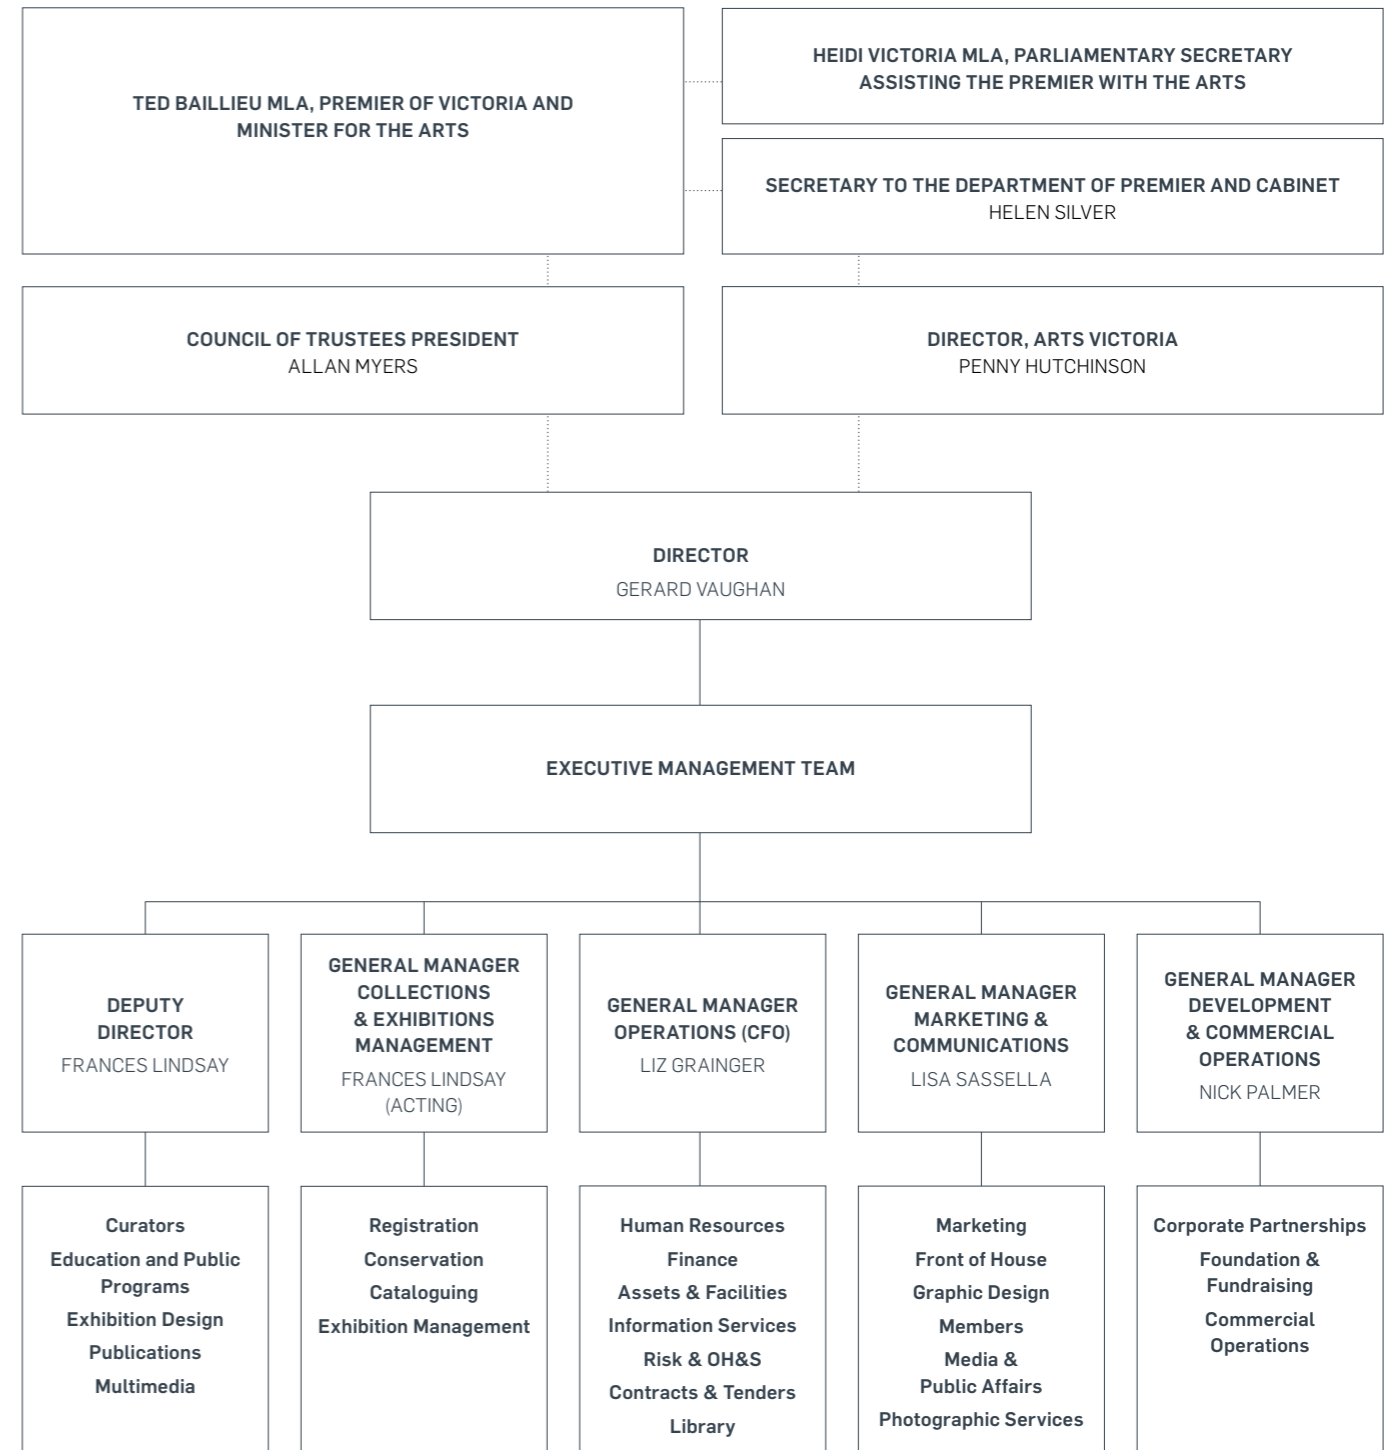 TED BAILLIEU MLA, PREMIER OF VICTORIA AND
MINISTER FOR THE ARTS
HEIDI VICTORIA MLA, PARLIAMENTARY SECRETARY
ASSISTING THE PREMIER WITH THE ARTS
SECRETARY TO THE DEPARTMENT OF PREMIER AND CABINET
HELEN SILVER
COUNCIL OF TRUSTEES PRESIDENT
ALLAN MYERS
DIRECTOR, ARTS VICTORIA
PENNY HUTCHINSON
DIRECTOR
GERARD VAUGHAN
EXECUTIVE MANAGEMENT TEAM
DEPUTY
DIRECTOR
FRANCES LINDSAY
GENERAL MANAGER
COLLECTIONS
& EXHIBITIONS
MANAGEMENT
FRANCES LINDSAY
(ACTING)
GENERAL MANAGER
OPERATIONS (CFO)
LIZ GRAINGER
GENERAL MANAGER
MARKETING &
COMMUNICATIONS
LISA SASSELLA
GENERAL MANAGER
DEVELOPMENT
& COMMERCIAL
OPERATIONS
NICK PALMER
Curators
Education and Public
Programs
Exhibition Design
Publications
Multimedia
Registration
Conservation
Cataloguing
Exhibition Management
Human Resources
Finance
Assets & Facilities
Information Services
Risk & OH&S
Contracts & Tenders
Library
Marketing
Front of House
Graphic Design
Members
Media &
Public Affairs
Photographic Services
Corporate Partnerships
Foundation &
Fundraising
Commercial
Operations